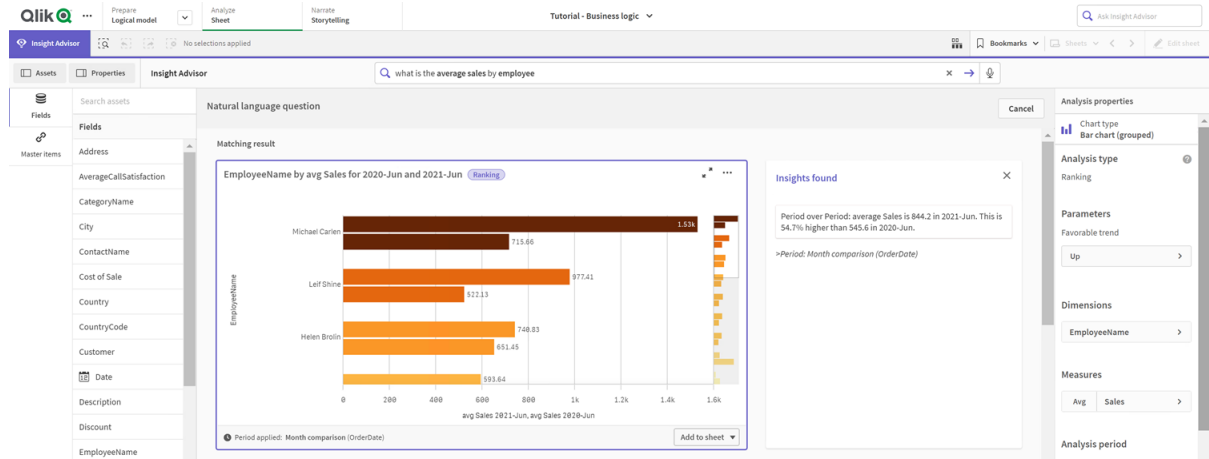 Qlik
Prepare
Logical model
Analyze
Sheet
Narrate
Storytelling
Tutorial - Business logic
Ask Insight Advisor
Insight Advisor
No selections applied
Bookmarks
Sheets
Edit sheet
Assets
Properties
Insight Advisor
what is the average sales by employee
Fields
Master items
Search assets
Fields
Address
AverageCallSatisfaction
CategoryName
City
ContactName
Cost of Sale
Country
CountryCode
Customer
Date
Description
Discount
EmployeeName
Natural language question
Cancel
Matching result
EmployeeName by avg Sales for 2020-Jun and 2021-Jun Ranking
EmployeeName
Michael Carlen
1.53k
715.66
Leif Shine
977.41
522.13
Helen Brolin
740.83
651.45
593.64
0 200 400 600 800 1k 1.2k 1.4k 1.6k
avg Sales 2021-Jun, avg Sales 2020-Jun
Period applied: Month comparison (OrderDate)
Add to sheet
Insights found
Period over Period: average Sales is 844.2 in 2021-Jun. This is
54.7% higher than 545.6 in 2020-Jun.
>Period: Month comparison (OrderDate)
Analysis properties
Chart type
Bar chart (grouped)
Analysis type
Ranking
Parameters
Favorable trend
Up
Dimensions
EmployeeName
Measures
Avg Sales
Analysis period